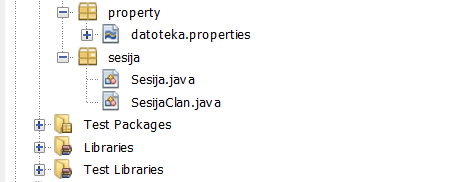 property
datoteka.properties
sesija
Sesija.java
SesijaClan.java
Test Packages
Libraries
Test Libraries